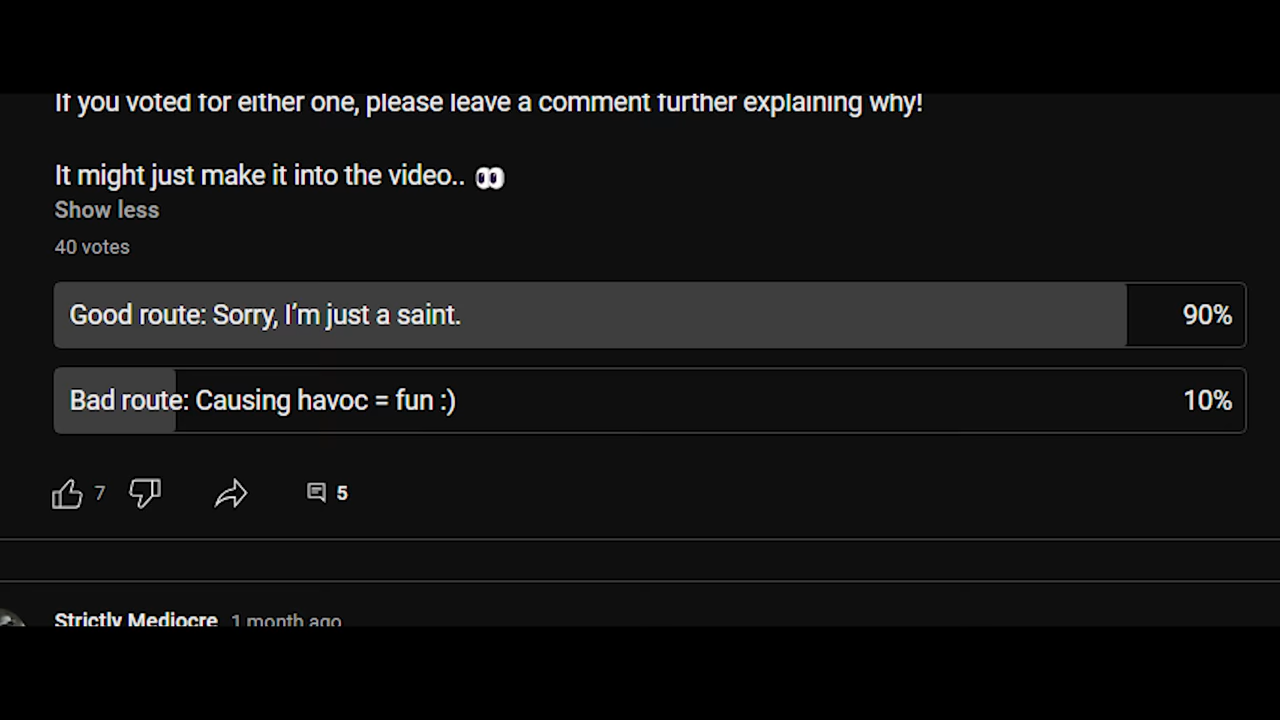 If you voted for either one, please leave a comment further explaining why!
It might just make it into the video.. 👀
Show less
40 votes
Good route: Sorry, I'm just a saint.
90%
Bad route: Causing havoc = fun :)
10%
7
5
Strictly Mediocre 1 month ago